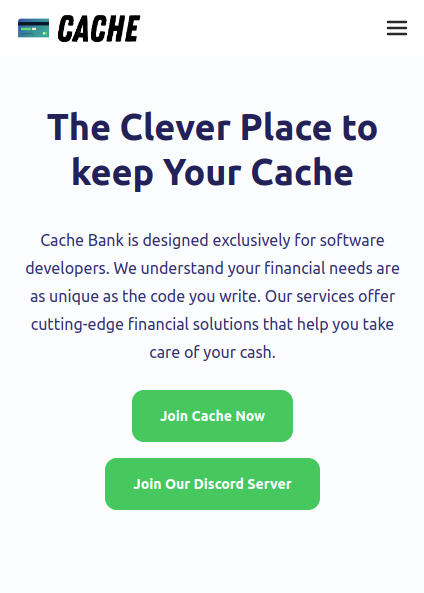 CACHE
The Clever Place to
keep Your Cache
Cache Bank is designed exclusively for software
developers. We understand your financial needs are
as unique as the code you write. Our services offer
cutting-edge financial solutions that help you take
care of your cash.
Join Cache Now
Join Our Discord Server